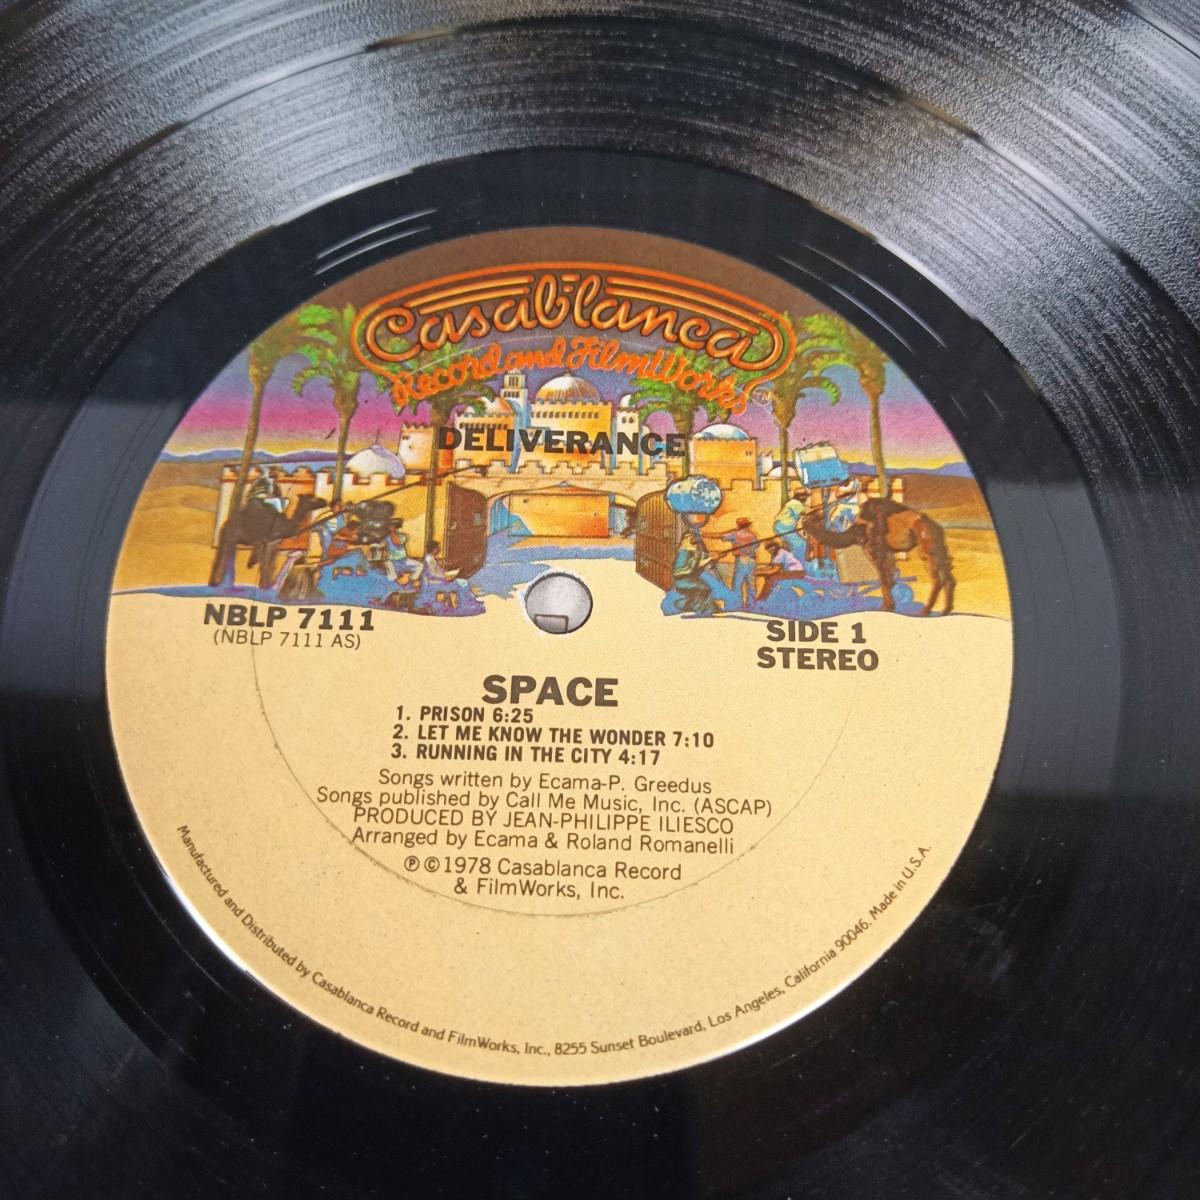 Casablanca
Record and FilmWorks
DELIVERANCE
NBLP 7111
(NBLP 7111 AS)
SIDE 1
STEREO
SPACE
1. PRISON 6:25
2. LET ME KNOW THE WONDER 7:10
3. RUNNING IN THE CITY 4:17
Songs written by Ecama-P. Greedus
Songs published by Call Me Music, Inc. (ASCAP)
PRODUCED BY JEAN-PHILIPPE ILIESCO
Arranged by Ecama & Roland Romanelli
℗ © 1978 Casablanca Record
& FilmWorks, Inc.
Manufactured and Distributed by Casablanca Record and FilmWorks, Inc., 8255 Sunset Boulevard, Los Angeles, California 90046. Made in U.S.A.